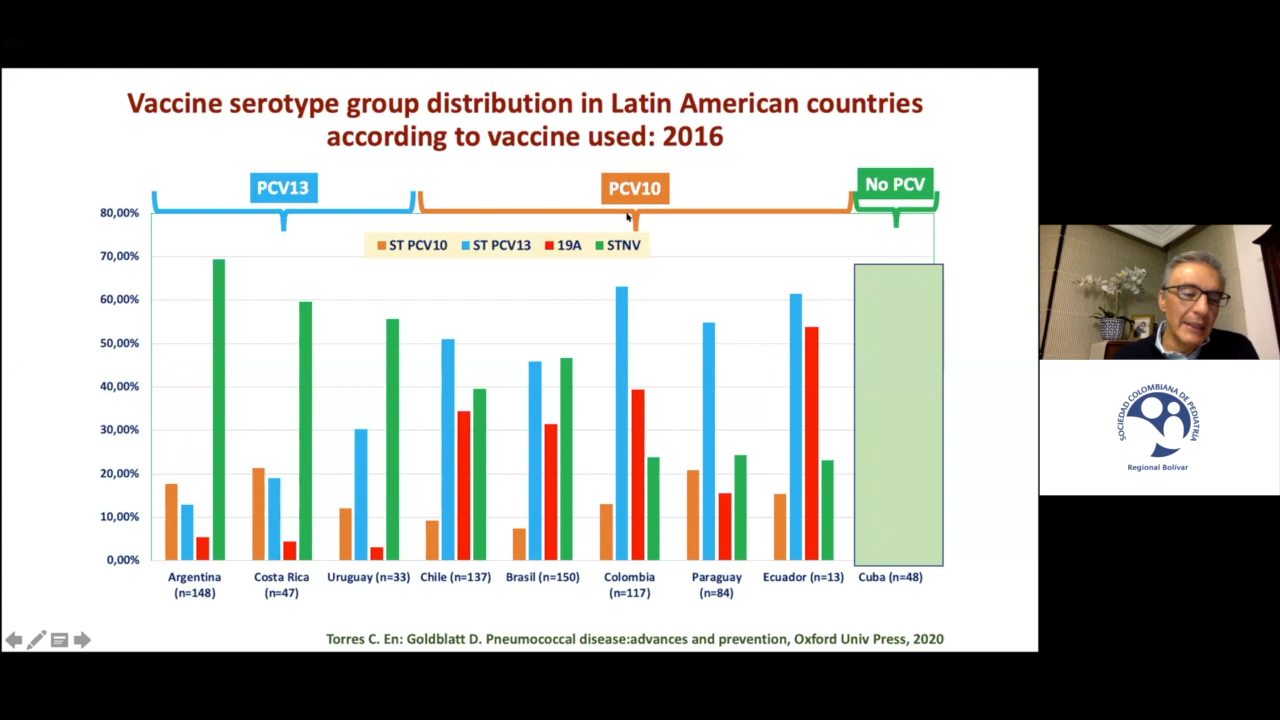 Vaccine serotype group distribution in Latin American countries
according to vaccine used: 2016
PCV13
PCV10
No PCV
80,00%
70,00%
60,00%
50,00%
40,00%
30,00%
20,00%
10,00%
0,00%
ST PCV10 ST PCV13 19A STNV
Argentina
(n=148)
Costa Rica
(n=47)
Uruguay (n=33)
Chile (n=137)
Brasil (n=150)
Colombia
(n=117)
Paraguay
(n=84)
Ecuador (n=13)
Cuba (n=48)
Torres C. En: Goldblatt D. Pneumococcal disease:advances and prevention, Oxford Univ Press, 2020
SOCIEDAD COLOMBIANA DE PEDIATRÍA
Regional Bolívar